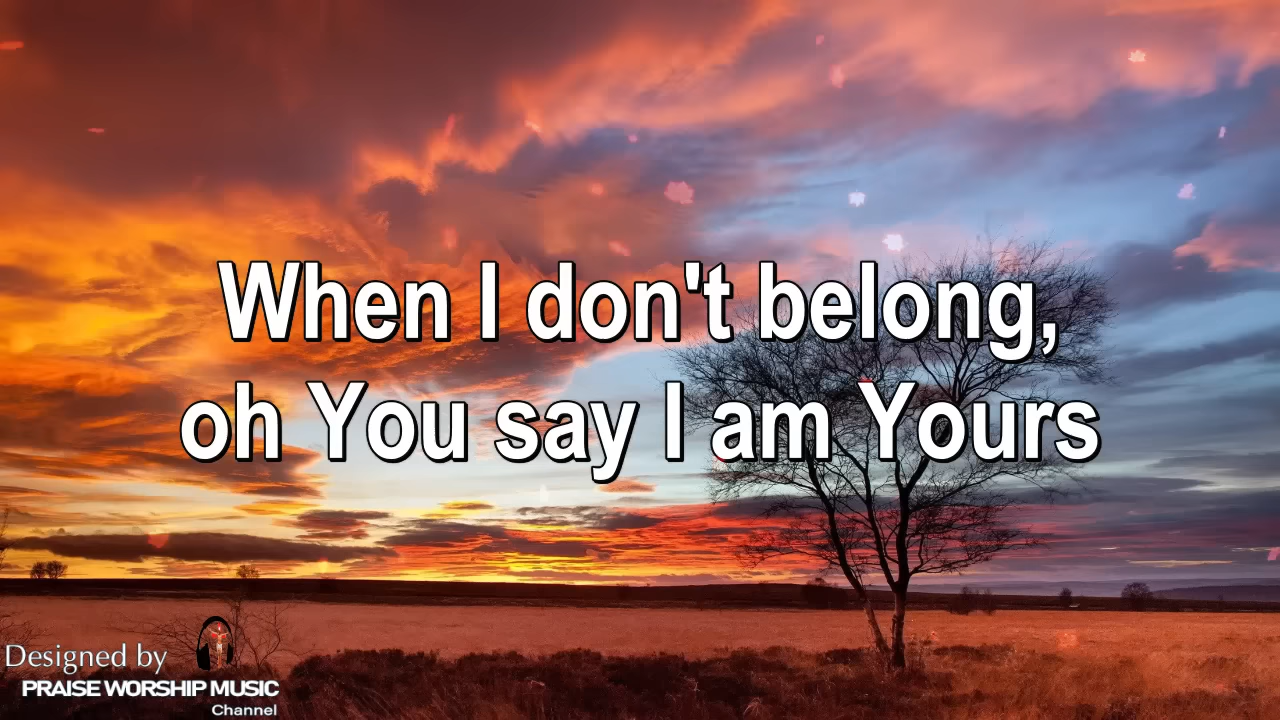 When I don't belong,
oh You say I am Yours
Designed by
PRAISE WORSHIP MUSIC
Channel